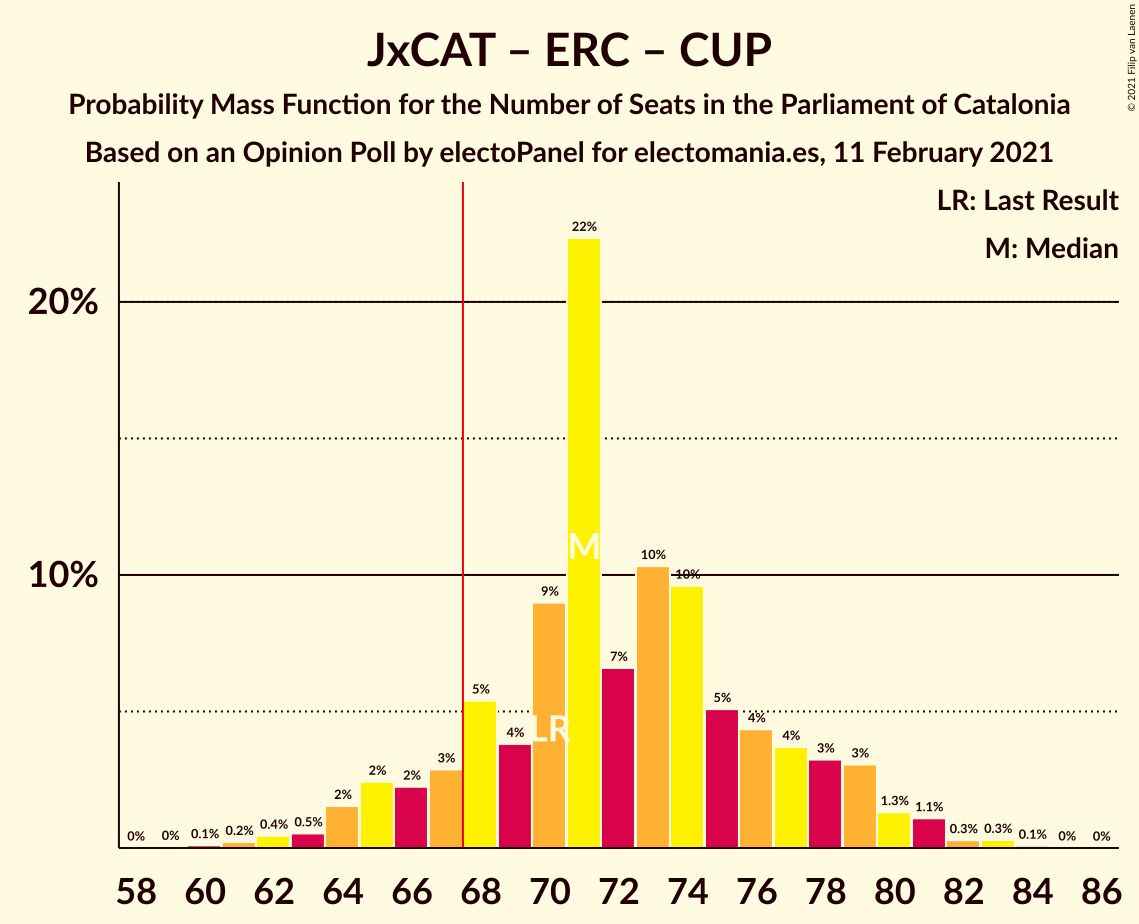 JxCAT – ERC – CUP
Probability Mass Function for the Number of Seats in the Parliament of Catalonia
Based on an Opinion Poll by electoPanel for electomania.es, 11 February 2021
© 2021 Filip van Laenen
LR: Last Result
M: Median
20%
10%
0% 0% 0.1% 0.2% 0.4% 0.5% 2% 2% 2% 3% 5% 4% 9% 22% 7% 10% 10% 5% 4% 4% 3% 3% 1.3% 1.1% 0.3% 0.3% 0.1% 0% 0%
M
LR
58 60 62 64 66 68 70 72 74 76 78 80 82 84 86